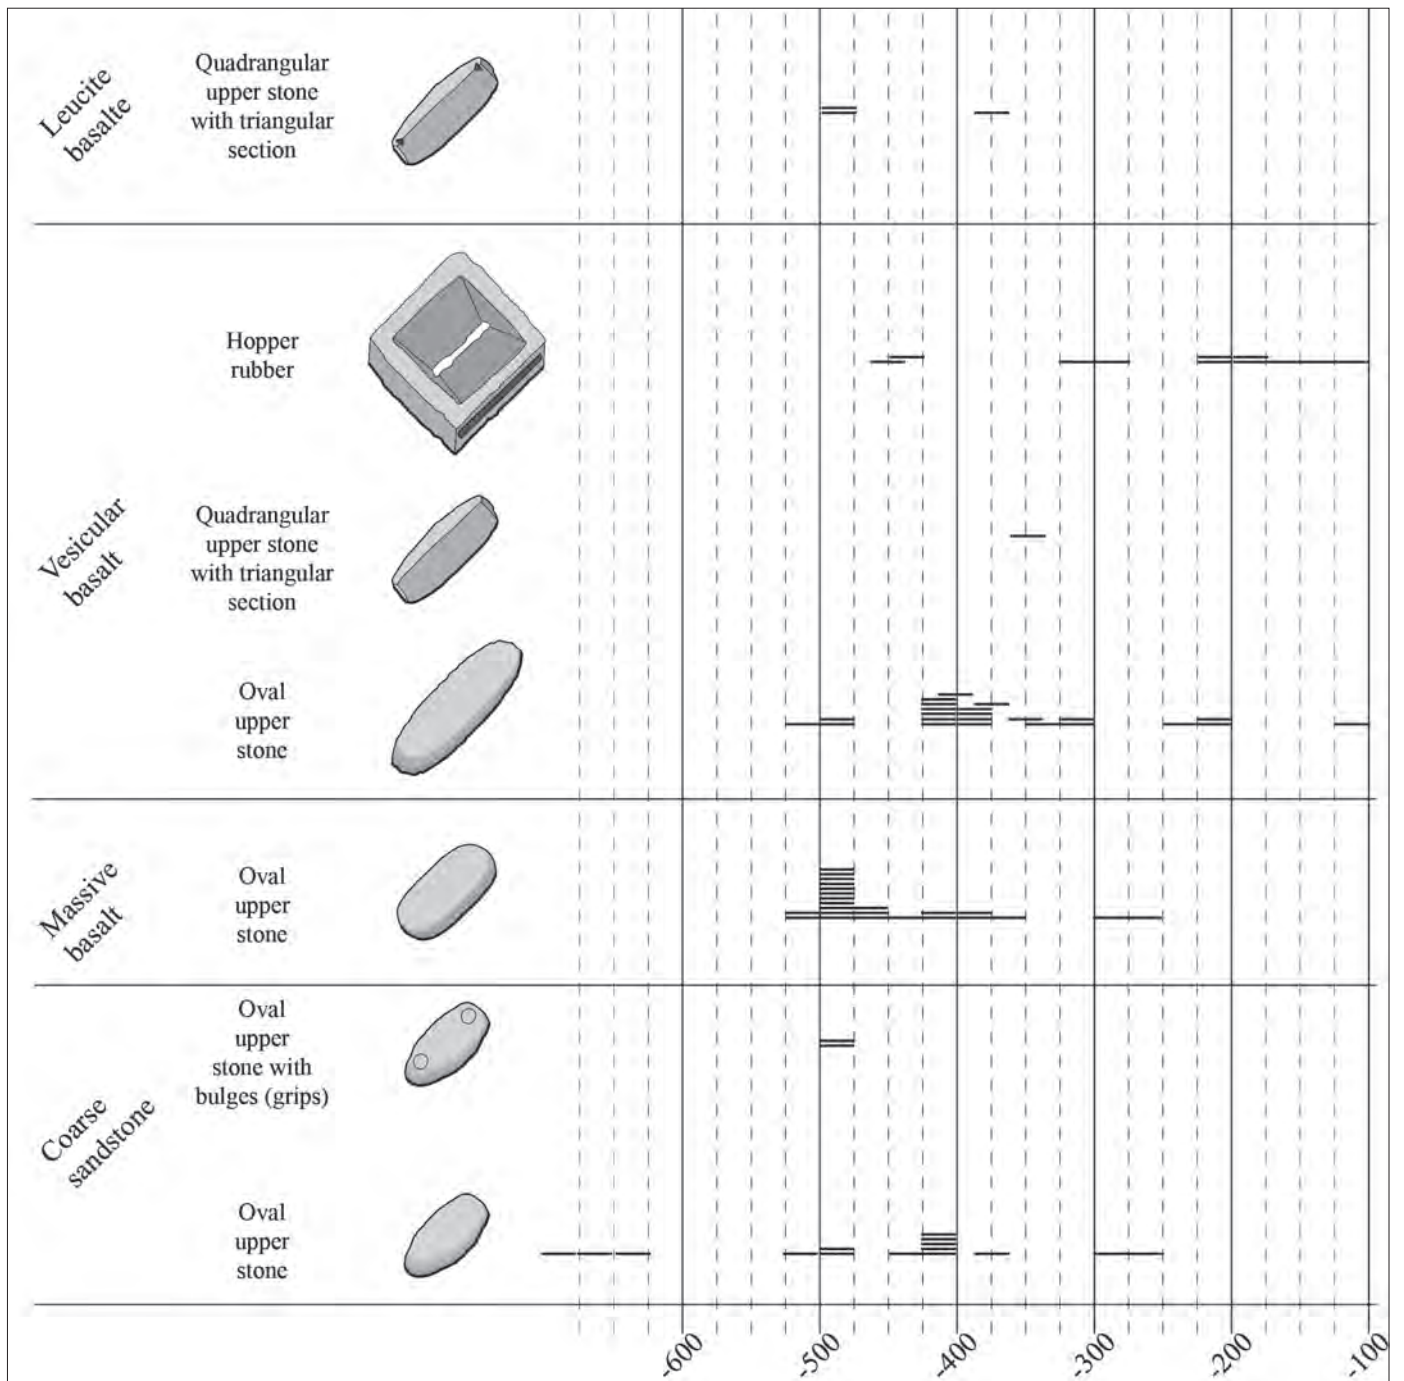 Leucite
basalte
Quadrangular
upper stone
with triangular
section
Hopper
rubber
Vesicular
basalt
Quadrangular
upper stone
with triangular
section
Oval
upper
stone
Massive
basalt
Oval
upper
stone
Coarse
sandstone
Oval
upper
stone with
bulges (grips)
Oval
upper
stone
-600
-500
-400
-300
-200
-100